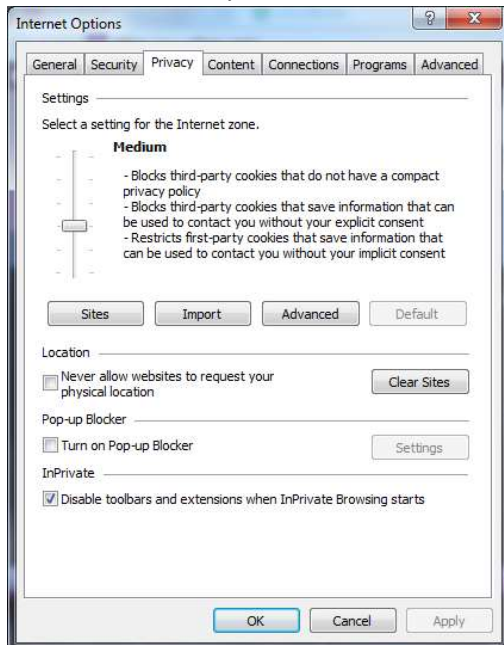 Internet Options
General Security Privacy Content Connections Programs Advanced
Settings
Select a setting for the Internet zone.
Medium
- Blocks third-party cookies that do not have a compact
privacy policy
- Blocks third-party cookies that save information that can
be used to contact you without your explicit consent
- Restricts first-party cookies that save information that
can be used to contact you without your implicit consent
Sites Import Advanced Default
Location
Never allow websites to request your
physical location
Clear Sites
Pop-up Blocker
Turn on Pop-up Blocker Settings
InPrivate
Disable toolbars and extensions when InPrivate Browsing starts
OK Cancel Apply